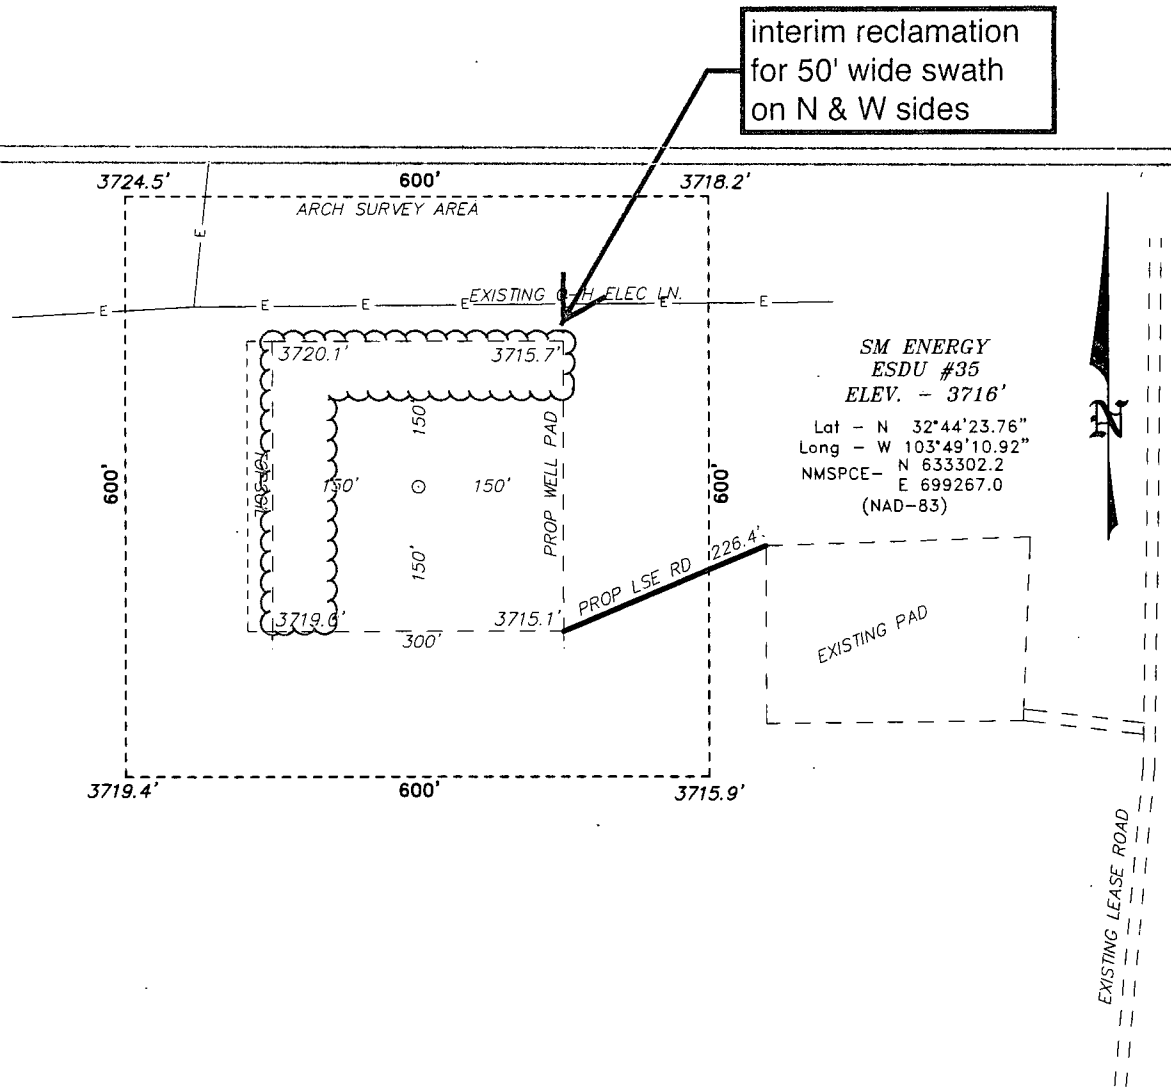 interim reclamation
for 50' wide swath
on N & W sides
3724.5'
600'
3718.2'
ARCH SURVEY AREA
E
E
E
E
E
EXISTING O-H ELEC LN.
E
E
3720.1'
3715.7'
SM ENERGY
ESDU #35
ELEV. - 3716'
Lat - N 32°44'23.76"
Long - W 103°49'10.92"
NMSPCE- N 633302.2
E 699267.0
(NAD-83)
N
150'
PROP WELL PAD
600'
TOPSOIL
150'
150'
600'
150'
PROP LSE RD
226.4'
3715.1'
300'
EXISTING PAD
3719.4'
600'
3715.9'
EXISTING LEASE ROAD